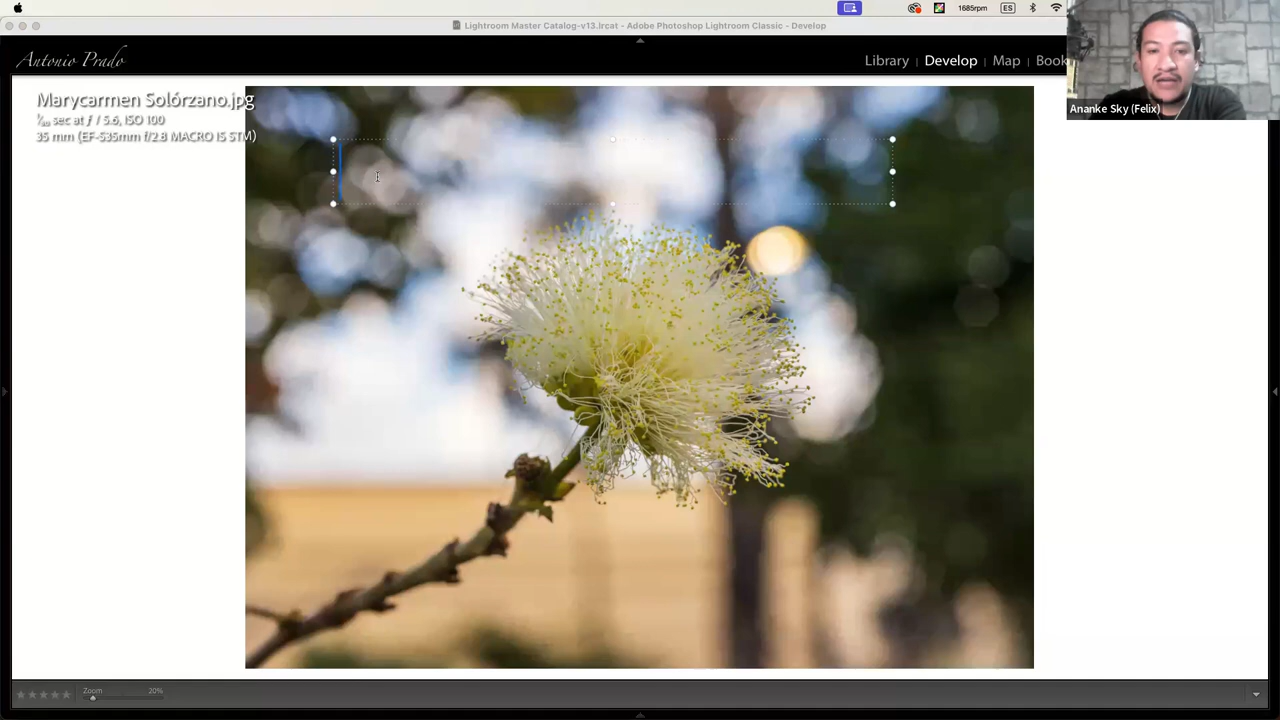 1685rpm
ES
Lightroom Master Catalog-v13.lrcat - Adobe Photoshop Lightroom Classic - Develop
Antonio Prado
Library | Develop | Map | Book
Ananke Sky (Felix)
Marycarmen Solórzano.jpg
sec at ƒ / 5.6, ISO 100
35 mm (EF-S35mm f/2.8 MACRO IS STM)
Zoom 20%